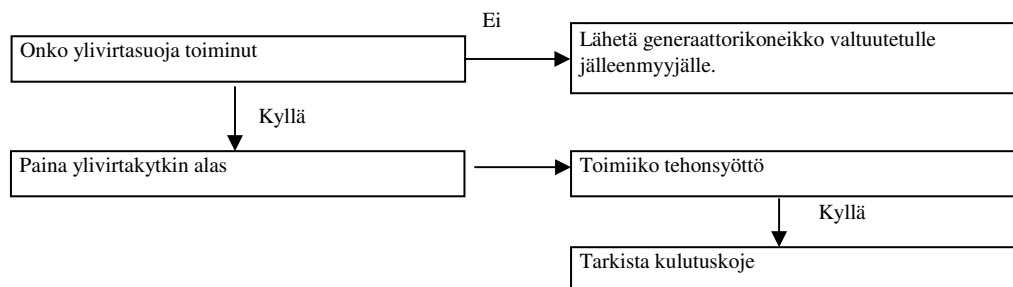 Ei
Onko ylivirtasuoja toiminut
Lähetä generaattorikoneikko valtuutetulle
jälleenmyyjälle.
Kyllä
Paina ylivirtakytkin alas
Toimiiko tehonsyöttö
Kyllä
Tarkista kulutuskoje